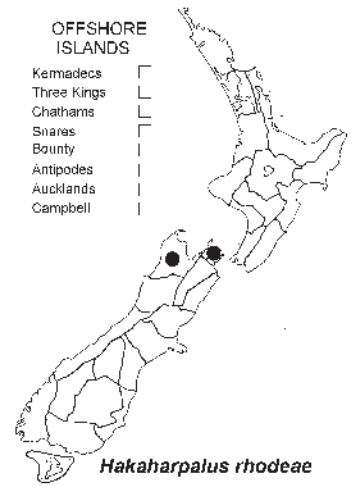 OFFSHORE
ISLANDS
Kermadecs
Three Kings
Chathams
Snares
Bounty
Antipodes
Aucklands
Campbell
Hakaharpalus rhodeae